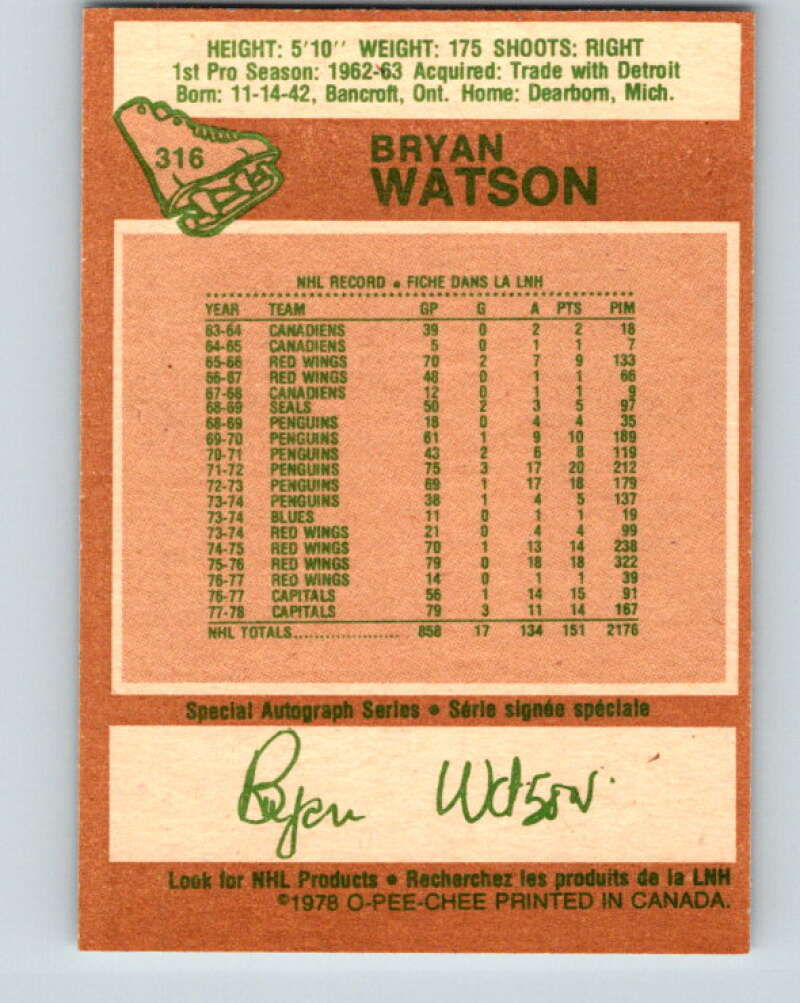 HEIGHT: 5'10" WEIGHT: 175 SHOOTS: RIGHT
1st Pro Season: 1962-63 Acquired: Trade with Detroit
Born: 11-14-42, Bancroft, Ont. Home: Dearborn, Mich.
316
BRYAN
WATSON
NHL RECORD • FICHE DANS LA LNH
YEAR TEAM GP G A PTS PIM
63-64 CANADIENS 39 0 2 2 18
64-65 CANADIENS 5 0 1 1 7
65-66 RED WINGS 70 2 7 9 133
66-67 RED WINGS 48 0 1 1 66
67-68 CANADIENS 12 0 1 1 9
68-69 SEALS 50 2 3 5 97
68-69 PENGUINS 18 0 4 4 35
69-70 PENGUINS 61 1 9 10 189
70-71 PENGUINS 43 2 6 8 119
71-72 PENGUINS 75 3 17 20 212
72-73 PENGUINS 69 1 17 18 179
73-74 PENGUINS 38 1 4 5 137
73-74 BLUES 11 0 1 1 19
73-74 RED WINGS 21 0 4 4 99
74-75 RED WINGS 70 1 13 14 238
75-76 RED WINGS 79 0 18 18 322
76-77 RED WINGS 14 0 1 1 39
76-77 CAPITALS 56 1 14 15 91
77-78 CAPITALS 79 3 11 14 167
NHL TOTALS.................... 858 17 134 151 2176
Special Autograph Series • Série signée spéciale
Bryan Watson
Look for NHL Products • Recherchez les produits de la LNH
©1978 O-PEE-CHEE PRINTED IN CANADA.